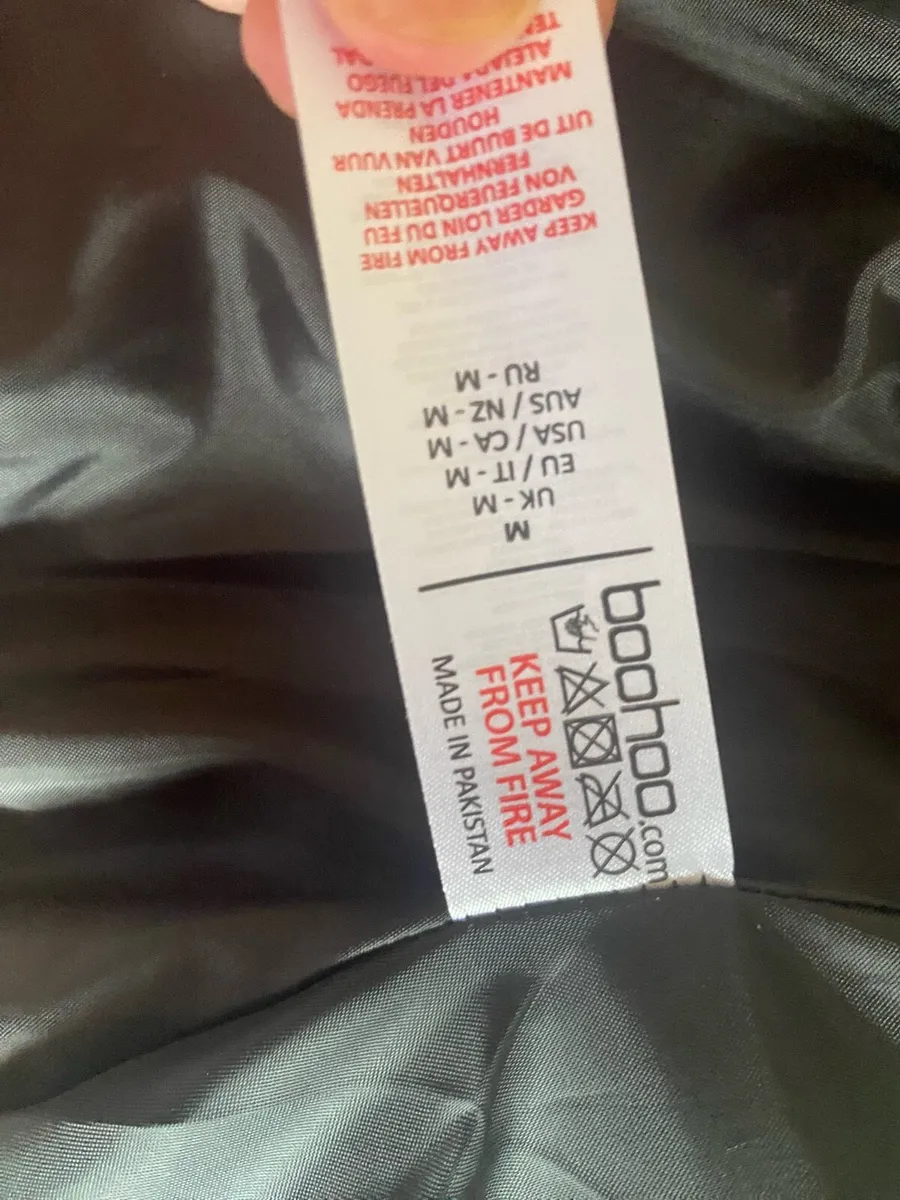 boohoo.com
KEEP AWAY
FROM FIRE
MADE IN PAKISTAN
M
UK - M
EU / IT - M
USA / CA - M
AUS / NZ - M
RU - M
KEEP AWAY FROM FIRE
GARDER LOIN DU FEU
VON FEUERQUELLEN
FERNHALTEN
UIT DE BUURT VAN VUUR
HOUDEN
MANTENER LA PRENDA
DEL FUEGO